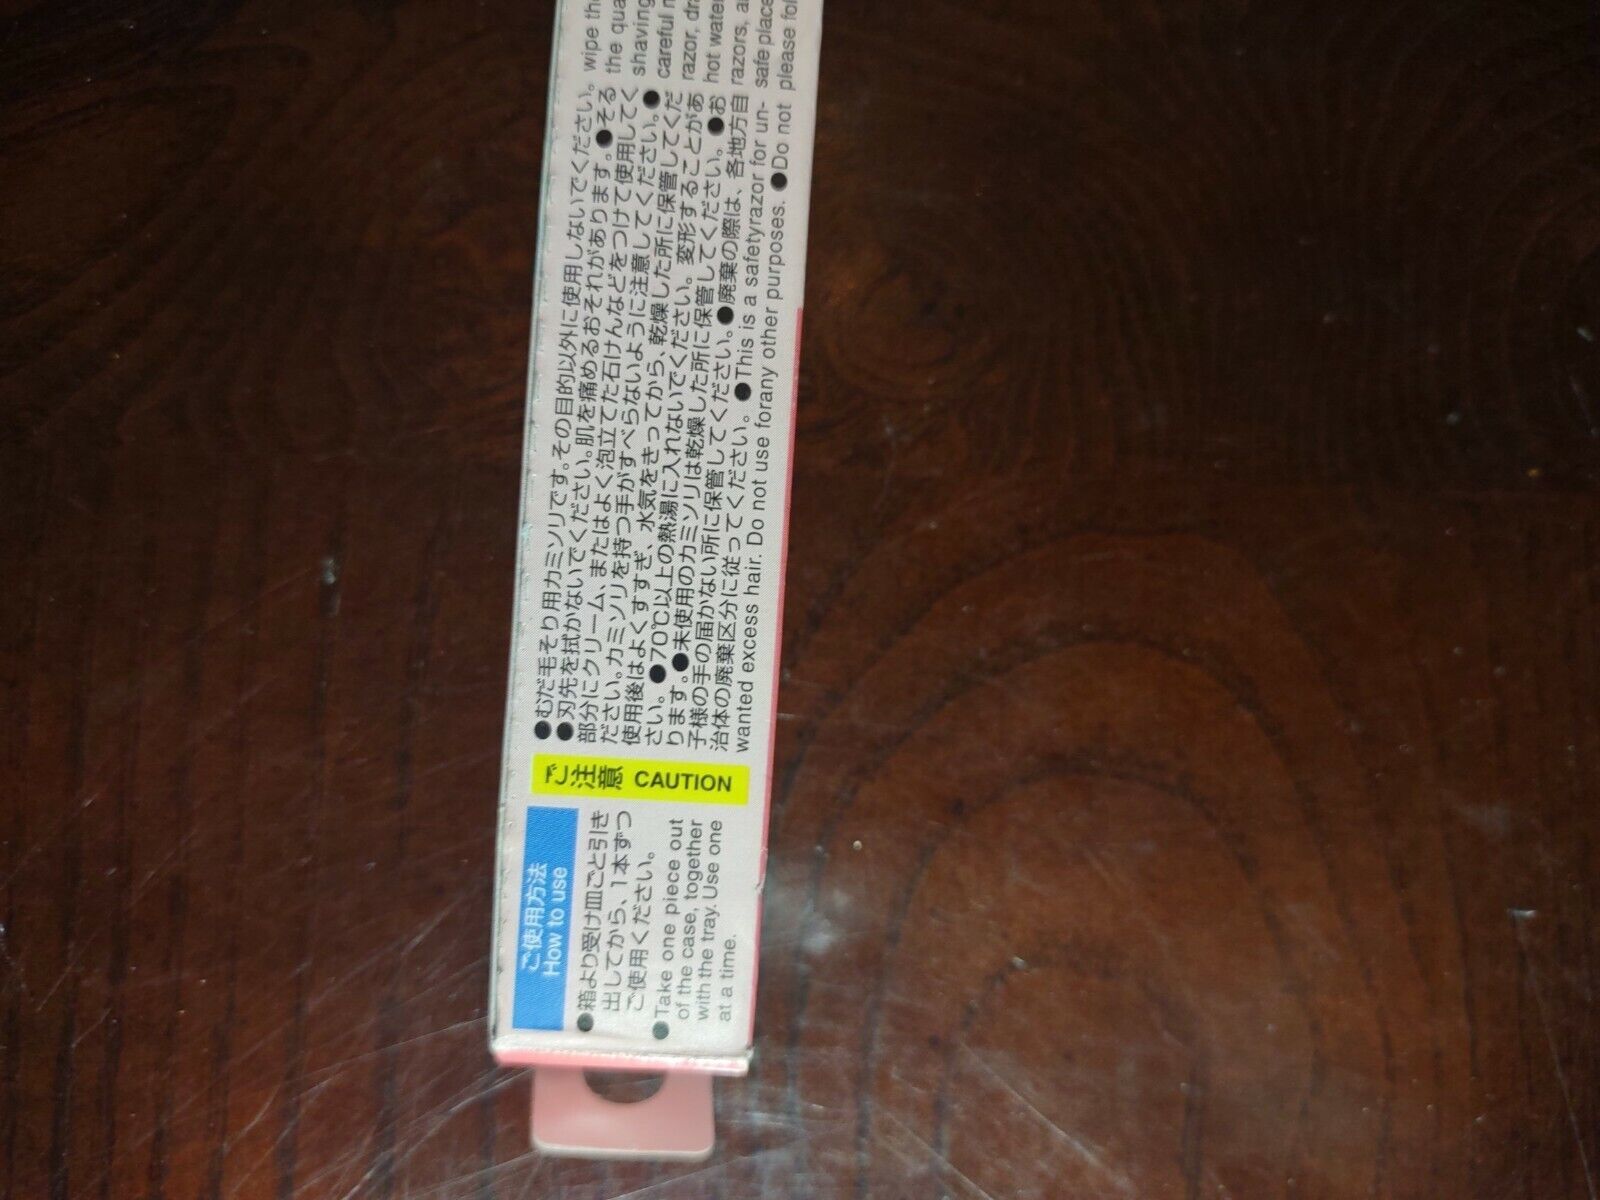 ご使用方法
How to use
●箱より受け皿ごと引き
出してから、1本ずつ
ご使用ください。
●Take one piece out
of the case, together
with the tray. Use one
at a time.
ご注意 CAUTION
●むだ毛そり用カミソリです。その目的以外に使用しないでください。
●刃先を拭かないでください。肌を痛めるおそれがあります。●そる
部分にクリーム、またはよく泡立てた石けんなどをつけて使用してく
ださい。カミソリを持つ手がすべらないように注意してください。●
使用後はよくすすぎ、水気をきってから、乾燥した所に保管してくだ
さい。●70℃以上の熱湯に入れないでください。変形することがあ
ります。●未使用のカミソリは乾燥した所に保管してください。●お
子様の手の届かない所に保管してください。●廃棄の際は、各地方自
治体の廃棄区分に従ってください。●This is a safetyrazor for un-
wanted excess hair. Do not use forany other purposes. ●Do not
wipe
the
shaving
careful
razor,
hot water
razors,
safe place
please